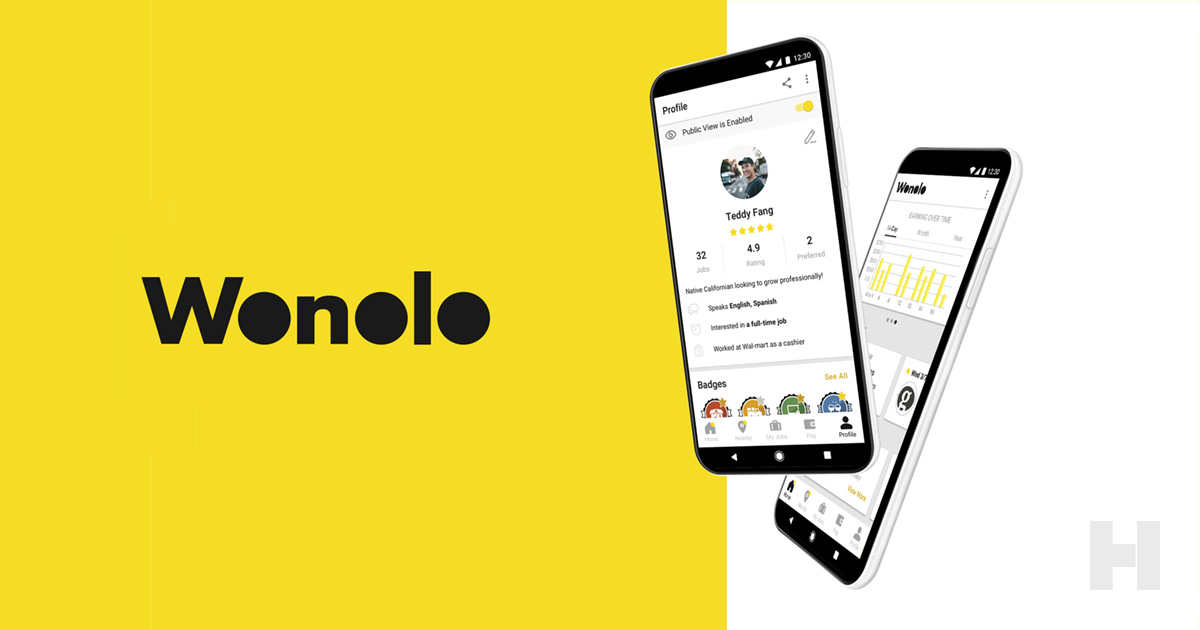 Wonolo
12:30
Profile
Public View is Enabled
Teddy Fang
32
Jobs
4.9
Rating
2
Preferred
Native Californian looking to grow professionally!
Speaks English, Spanish
Interested in a full-time job
Worked at Wal-mart as a cashier
Badges
See All
Home
Nearby
My Jobs
Pay
Profile
12:30
Wonolo
EARNING OVER TIME
14 Day
Month
Year
Wed
g
View More
Home
H